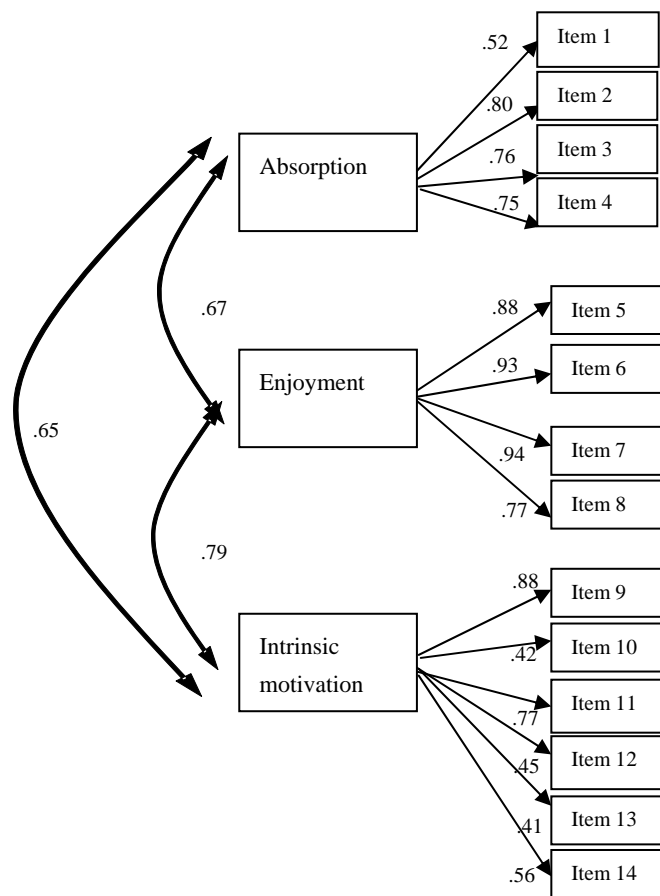 .52
Item 1
.80
Item 2
Absorption
.76
Item 3
.75
Item 4
.67
.88
Item 5
Enjoyment
.93
Item 6
.65
.94
Item 7
.77
Item 8
.79
.88
Item 9
Intrinsic
motivation
.42
Item 10
.77
Item 11
.45
Item 12
.41
Item 13
.56
Item 14